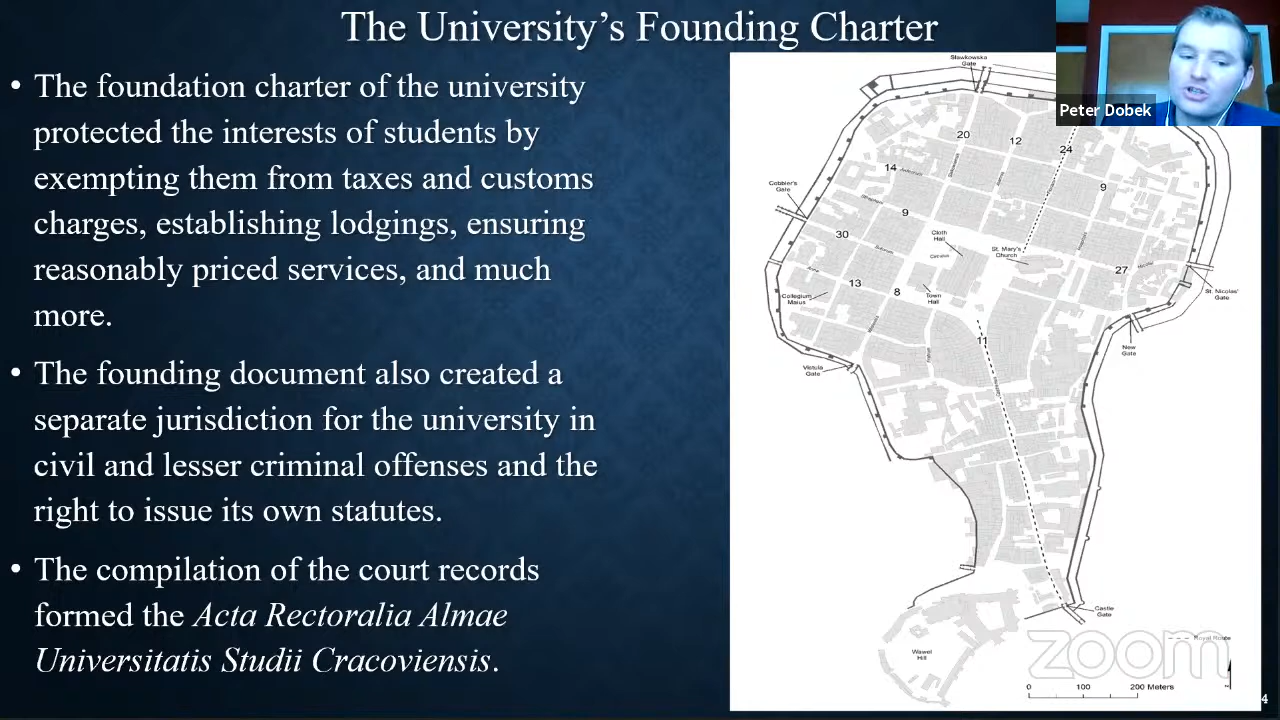 The University's Founding Charter
• The foundation charter of the university
protected the interests of students by
exempting them from taxes and customs
charges, establishing lodgings, ensuring
reasonably priced services, and much
more.
• The founding document also created a
separate jurisdiction for the university in
civil and lesser criminal offenses and the
right to issue its own statutes.
• The compilation of the court records
formed the Acta Rectoralia Almae
Universitatis Studii Cracoviensis.
Peter Dobek
Sławkowska
Gate
20
12
24
14
9
Cobbler's
Gate
9
30
Cloth
Hall
St. Mary's
Church
27
13
8
Collegium
Maius
Town
Hall
St. Nicolas'
Gate
11
New
Gate
Vistula
Gate
Castle
Gate
Wawel
Hill
Royal Route
zoom
0 100 200 Meters
4